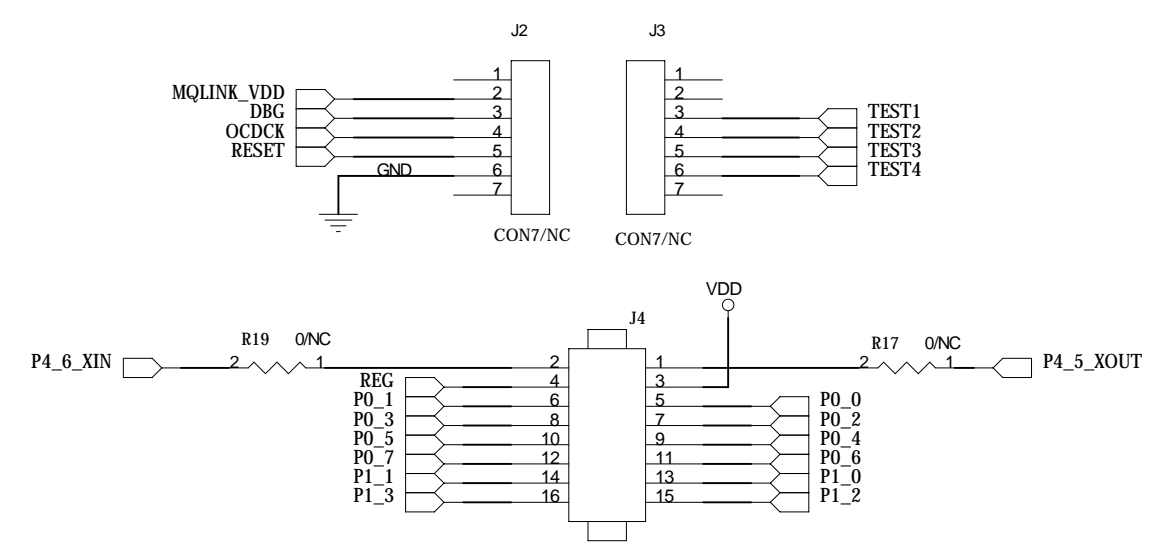 J2 J3
1 1
MQLINK_VDD 2 2
DBG 3 3 TEST1
OCDCK 4 4 TEST2
RESET 5 5 TEST3
GND 6 6 TEST4
7 7
CON7/NC CON7/NC
VDD
J4
R19 0/NC R17 0/NC
P4_6_XIN 2 1 2 1 2 1 P4_5_XOUT
REG 4 3
P0_1 6 5 P0_0
P0_3 8 7 P0_2
P0_5 10 9 P0_4
P0_7 12 11 P0_6
P1_1 14 13 P1_0
P1_3 16 15 P1_2